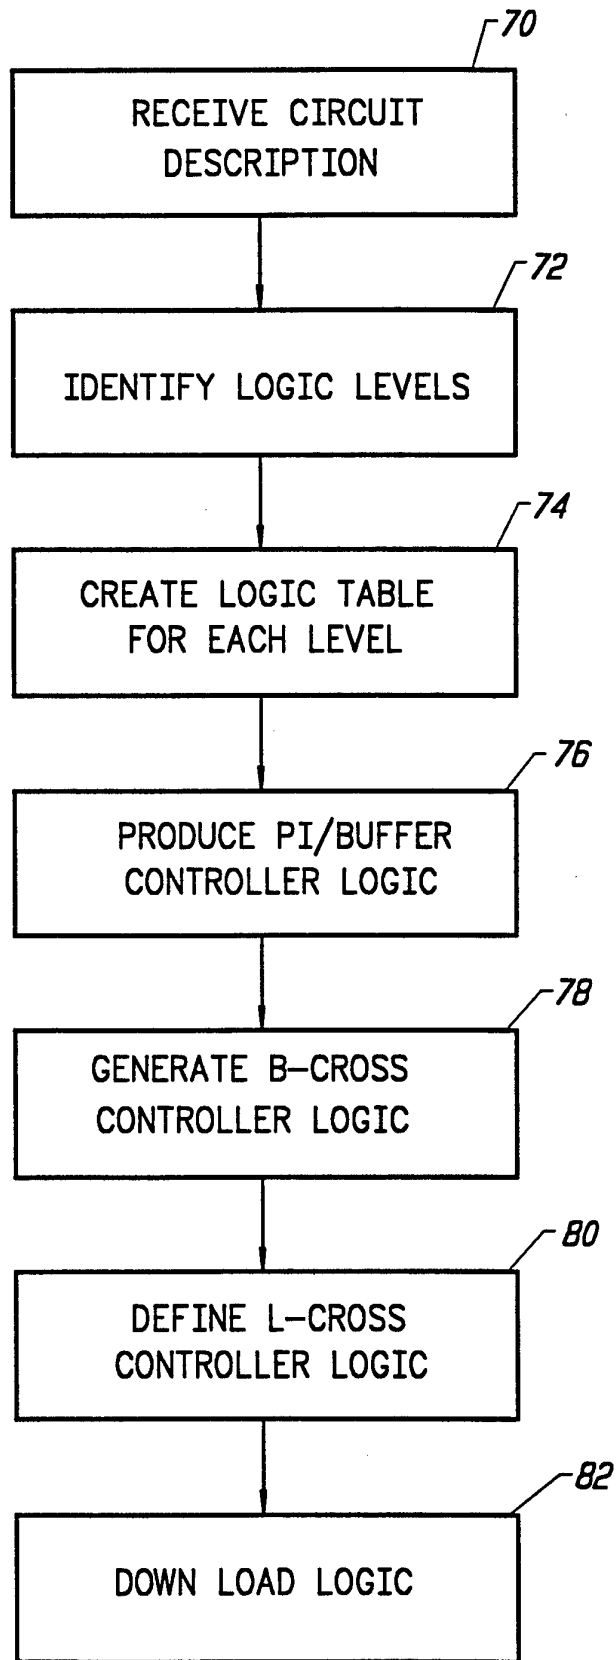 70
RECEIVE CIRCUIT
DESCRIPTION
72
IDENTIFY LOGIC LEVELS
74
CREATE LOGIC TABLE
FOR EACH LEVEL
76
PRODUCE PI/BUFFER
CONTROLLER LOGIC
78
GENERATE B-CROSS
CONTROLLER LOGIC
80
DEFINE L-CROSS
CONTROLLER LOGIC
82
DOWN LOAD LOGIC